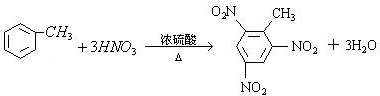 CH₃ + 3HNO₃ 浓硫酸 △ O₂N CH₃ NO₂ NO₂ + 3H₂O